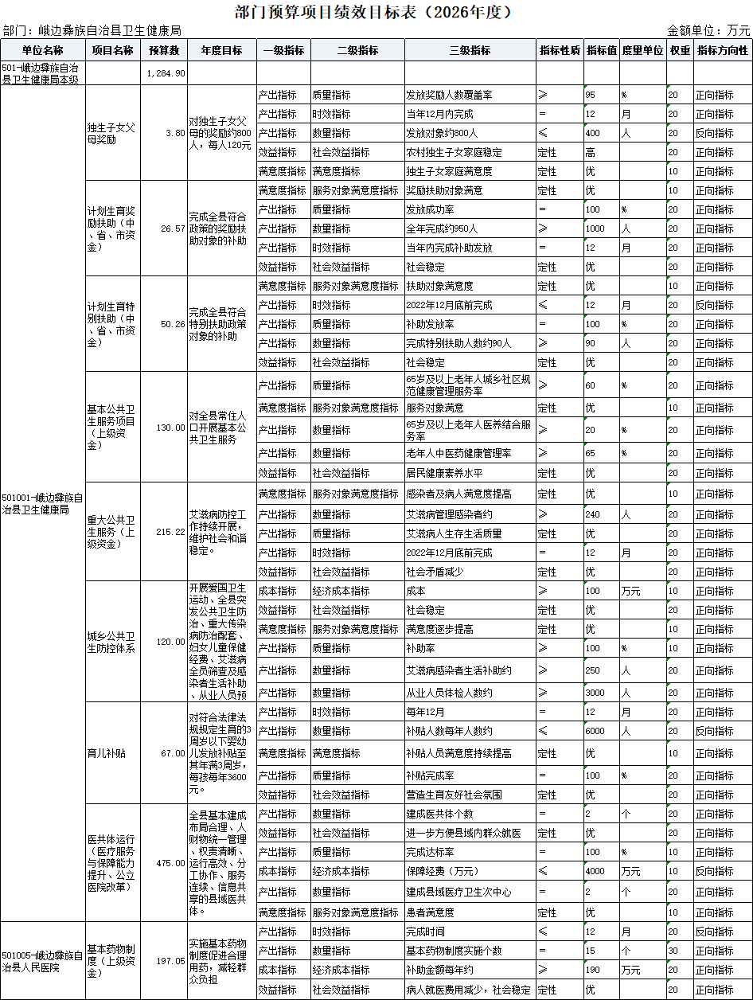 部门预算项目绩效目标表（2026年度）
部门：峨边彝族自治县卫生健康局 金额单位：万元
单位名称 项目名称 预算数 年度目标 一级指标 二级指标 三级指标 指标性质 指标值 度量单位 权重 指标方向性
501-峨边彝族自治县卫生健康局本级 1,284.90
501001-峨边彝族自治县卫生健康局
独生子女父母奖励 3.80 对独生子女父母的奖励约800人，每人120元
产出指标 质量指标 发放奖励人数覆盖率 ≥ 95 % 20 正向指标
产出指标 时效指标 当年12月内完成 ＝ 12 月 20 正向指标
产出指标 数量指标 发放对象约800人 ≤ 400 人 20 反向指标
效益指标 社会效益指标 农村独生子女家庭稳定 定性 高 20 正向指标
满意度指标 满意度指标 独生子女家庭满意度 定性 优 10 正向指标
计划生育奖励扶助（中、省、市资金） 26.57 完成全县符合政策的奖励扶助对象的补助
满意度指标 服务对象满意度指标 奖励扶助对象满意 定性 优 10 正向指标
产出指标 质量指标 发放成功率 ＝ 100 % 20 正向指标
产出指标 数量指标 全年完成约950人 ≥ 1000 人 20 正向指标
产出指标 时效指标 当年内完成补助发放 ＝ 12 月 20 正向指标
效益指标 社会效益指标 社会稳定 定性 优 20 正向指标
计划生育特别扶助（中、省、市资金） 50.26 完成全县符合特别扶助政策对象的补助
满意度指标 服务对象满意度指标 扶助对象满意度 定性 优 10 正向指标
产出指标 时效指标 2022年12月底前完成 ≤ 12 月 20 反向指标
产出指标 质量指标 补助发放率 ＝ 100 % 20 正向指标
产出指标 数量指标 完成特别扶助人数约90人 ≥ 90 人 20 正向指标
效益指标 社会效益指标 社会稳定 定性 优 20 正向指标
基本公共卫生服务项目（上级资金） 130.00 对全县常住人口开展基本公共卫生服务
产出指标 质量指标 65岁及以上老年人城乡社区规范健康管理服务率 ≥ 60 % 20 正向指标
满意度指标 服务对象满意度指标 服务对象满意 定性 优 10 正向指标
产出指标 数量指标 65岁及以上老年人医养结合服务率 ≥ 20 % 20 正向指标
产出指标 数量指标 老年人中医药健康管理率 ≥ 65 % 20 正向指标
效益指标 社会效益指标 居民健康素养水平 定性 优 20 正向指标
重大公共卫生服务（上级资金） 215.22 艾滋病防控工作持续开展，维护社会和谐稳定。
满意度指标 服务对象满意度指标 感染者及病人满意度提高 定性 优 10 正向指标
产出指标 数量指标 艾滋病管理感染者约 ≥ 240 人 20 正向指标
产出指标 质量指标 艾滋病人生存生活质量 定性 优 20 正向指标
产出指标 时效指标 2022年12月底前完成 ＝ 12 月 20 正向指标
效益指标 社会效益指标 社会矛盾减少 定性 优 20 正向指标
城乡公共卫生防控体系 120.00 开展爱国卫生运动、全县突发公共卫生防治、重大传染病防治配套、妇女儿童保健经费、艾滋病全员筛查及感染者生活补助、从业人员预
成本指标 经济成本指标 成本 ≥ 100 万元 10 正向指标
效益指标 社会效益指标 社会稳定 定性 优 20 正向指标
满意度指标 服务对象满意度指标 满意度逐步提高 定性 优 10 正向指标
产出指标 质量指标 补助率 ≥ 100 % 10 正向指标
产出指标 数量指标 艾滋病感染者生活补助约 ≥ 250 人 20 正向指标
产出指标 数量指标 从业人员体检人数约 ≥ 3000 人 20 正向指标
育儿补贴 67.00 对符合法律法规规定生育的3周岁以下婴幼儿发放补贴至其年满3周岁，每孩每年3600元。
产出指标 时效指标 每年12月 ＝ 12 月 20 正向指标
产出指标 数量指标 补贴人数每年人数约 ≤ 6000 人 20 反向指标
满意度指标 满意度指标 补贴人员满意度持续提高 定性 优 10 正向指标
产出指标 质量指标 补贴完成率 ＝ 100 % 20 正向指标
效益指标 社会效益指标 营造生育友好社会氛围 定性 优 20 正向指标
医共体运行（医疗服务与保障能力提升、公立医院改革） 475.00 全县基本建成布局合理、人财物统一管理、权责清晰、运行高效、分工协作、服务连续、信息共享的县域医共体。
产出指标 数量指标 建成医共体个数 ＝ 2 个 20 正向指标
效益指标 社会效益指标 进一步方便县域内群众就医 定性 优 20 正向指标
产出指标 质量指标 完成达标率 ＝ 100 % 10 正向指标
成本指标 经济成本指标 保障经费（万元） ≤ 4000 万元 10 反向指标
产出指标 数量指标 建成县域医疗卫生次中心 ＝ 2 个 20 正向指标
满意度指标 服务对象满意度指标 患者满意度 定性 优 10 正向指标
501005-峨边彝族自治县人民医院
基本药物制度（上级资金） 197.05 实施基本药物制度促进合理用药，减轻群众负担
产出指标 时效指标 完成时间 ≤ 12 月 20 反向指标
产出指标 数量指标 基本药物制度实施个数 ＝ 15 个 30 正向指标
成本指标 经济成本指标 补助金额每年约 ≥ 190 万元 20 正向指标
效益指标 社会效益指标 病人就医费用减少，社会稳定 定性 优 20 正向指标